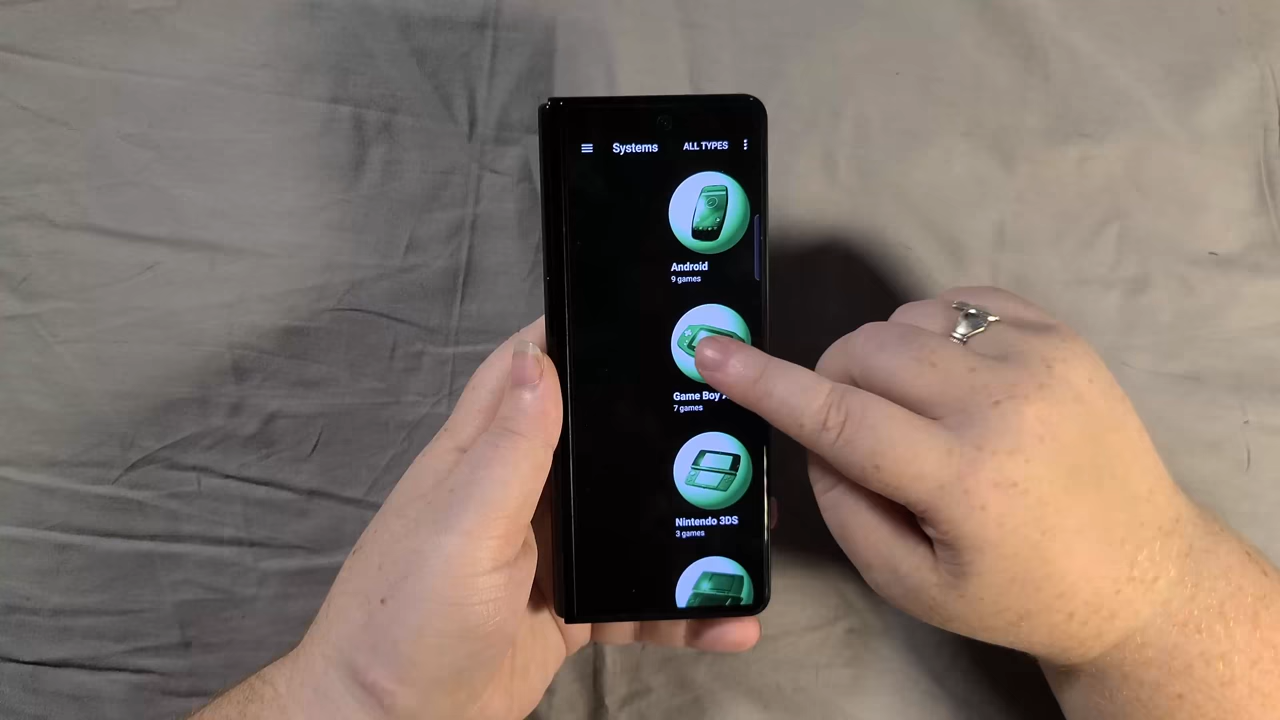 Systems ALL TYPES
Android
9 games
Game Boy
7 games
Nintendo 3DS
3 games